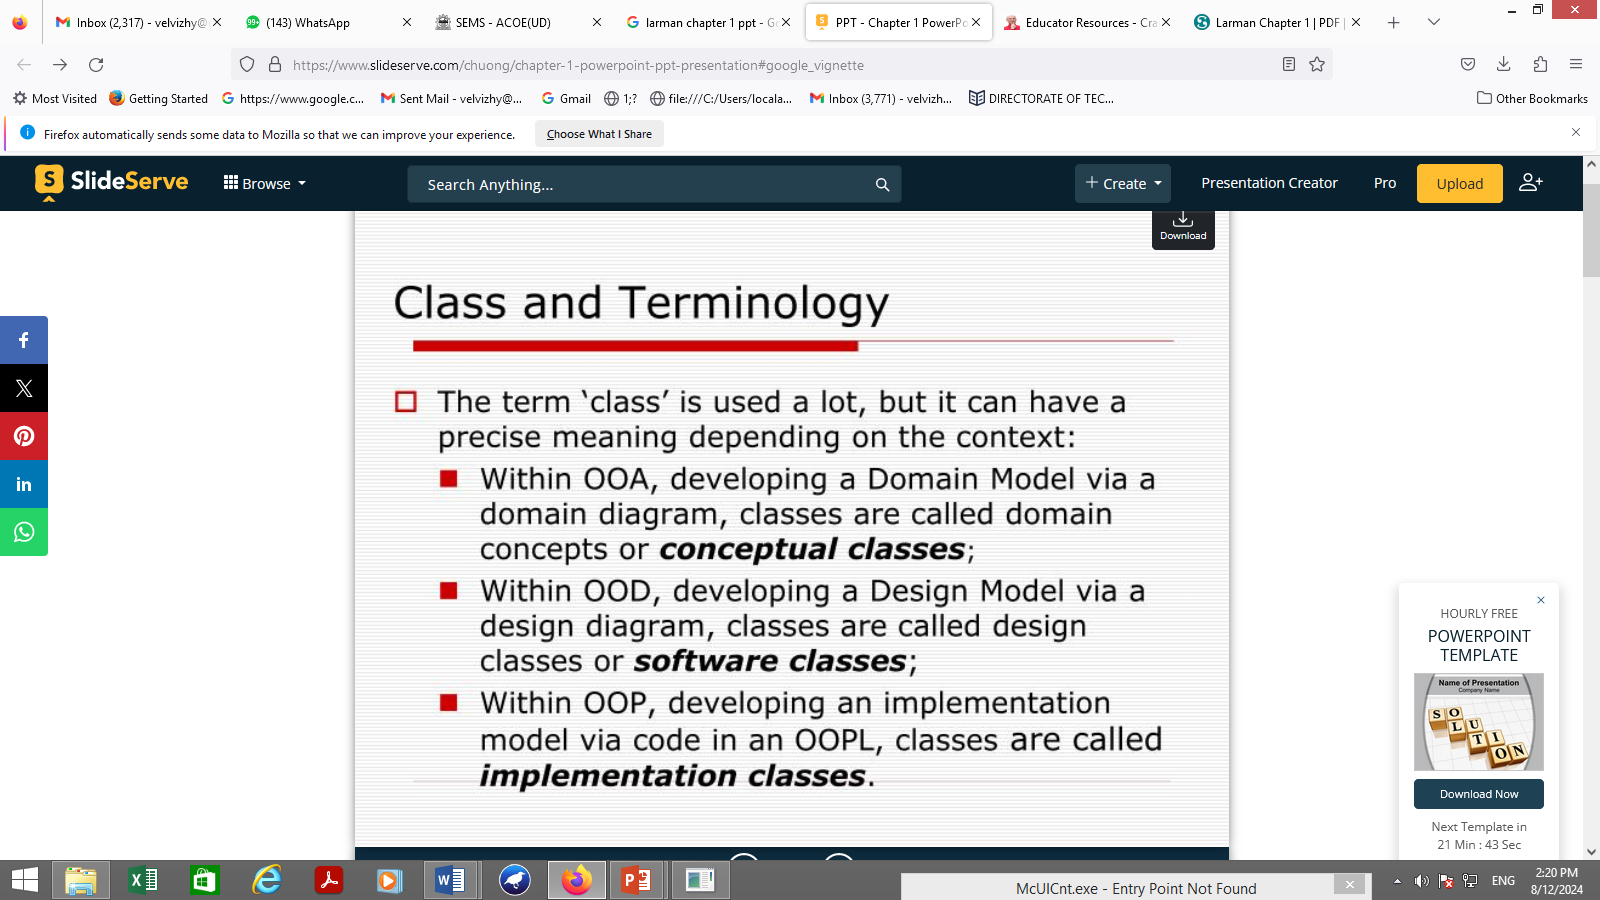 Inbox (2,317) - velvizhy@
(143) WhatsApp
SEMS - ACOE(UD)
larman chapter 1 ppt - Go
PPT - Chapter 1 PowerPo
Educator Resources - Cra
Larman Chapter 1 | PDF |
https://www.slideserve.com/chuong/chapter-1-powerpoint-ppt-presentation#google_vignette
Most Visited
Getting Started
https://www.google.c...
Sent Mail - velvizhy@...
Gmail
1;?
file:///C:/Users/locala...
Inbox (3,771) - velvizh...
DIRECTORATE OF TEC...
Other Bookmarks
Firefox automatically sends some data to Mozilla so that we can improve your experience.
Choose What I Share
SlideServe
Browse
Search Anything...
Create
Presentation Creator
Pro
Upload
Download
Class and Terminology
The term ‘class’ is used a lot, but it can have a
precise meaning depending on the context:
Within OOA, developing a Domain Model via a
domain diagram, classes are called domain
concepts or conceptual classes;
Within OOD, developing a Design Model via a
design diagram, classes are called design
classes or software classes;
Within OOP, developing an implementation
model via code in an OOPL, classes are called
implementation classes.
HOURLY FREE
POWERPOINT
TEMPLATE
Name of Presentation
Company Name
SOLUTION
Download Now
Next Template in
21 Min : 43 Sec
McUICnt.exe - Entry Point Not Found
ENG
2:20 PM
8/12/2024